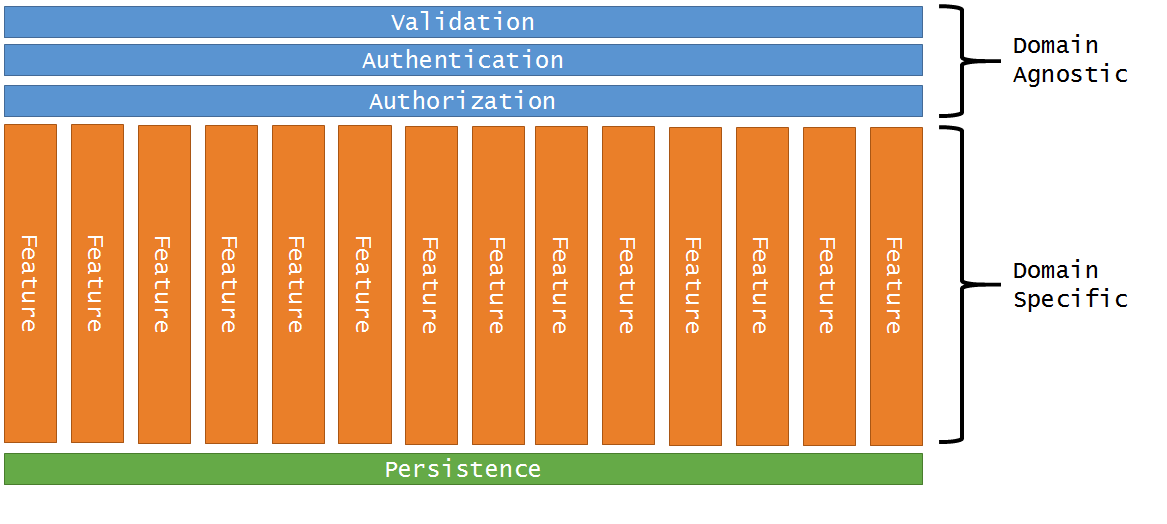 Validation
Authentication
Authorization
Domain
Agnostic
Feature
Feature
Feature
Feature
Feature
Feature
Feature
Feature
Feature
Feature
Feature
Feature
Feature
Feature
Domain
Specific
Persistence